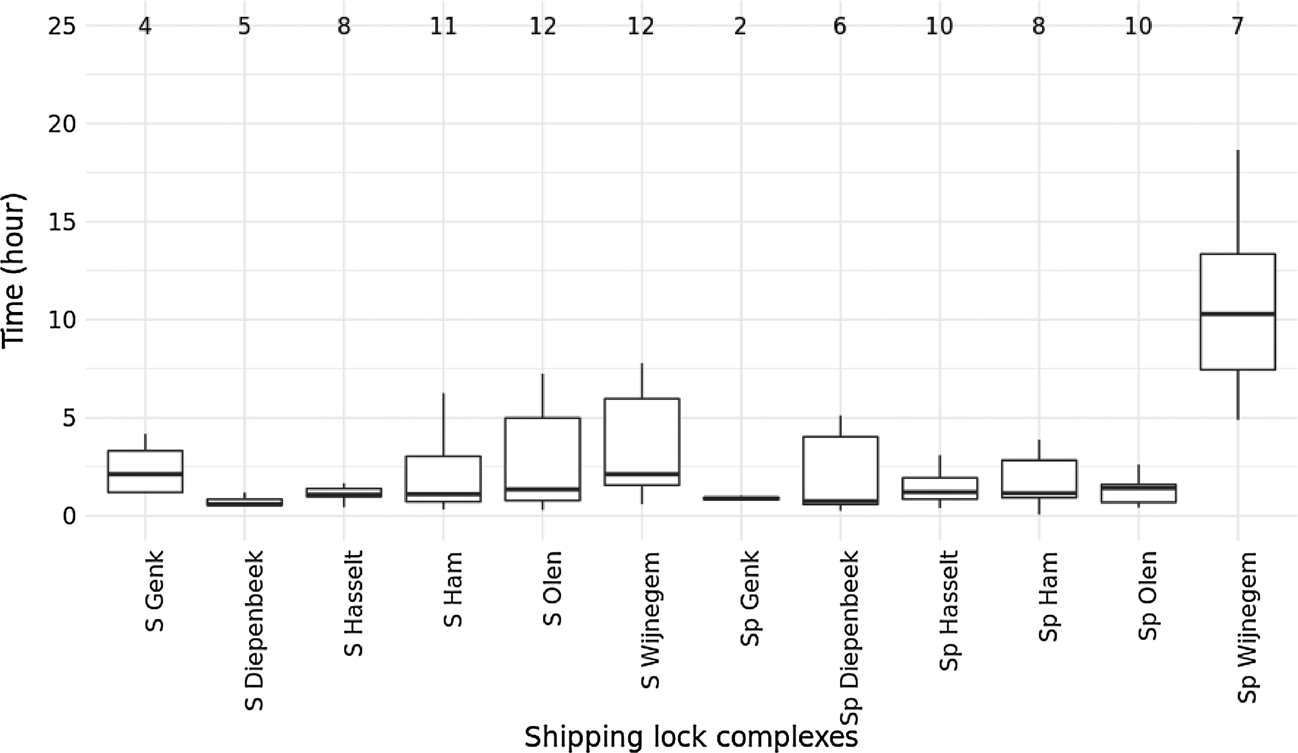 25 4 5 8 11 12 12 2 6 10 8 10 7
20
15
10
5
0
Time (hour)
S Genk
S Diepenbeek
S Hasselt
S Ham
S Olen
S Wijnegem
Sp Genk
Sp Diepenbeek
Sp Hasselt
Sp Ham
Sp Olen
Sp Wijnegem
Shipping lock complexes